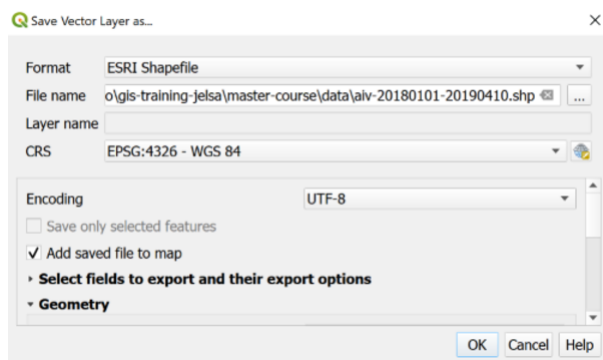 Save Vector Layer as...
Format ESRI Shapefile
File name o\gis-training-jelsa\master-course\data\aiv-20180101-20190410.shp ...
Layer name
CRS EPSG:4326 - WGS 84
Encoding UTF-8
Save only selected features
Add saved file to map
Select fields to export and their export options
Geometry
OK Cancel Help